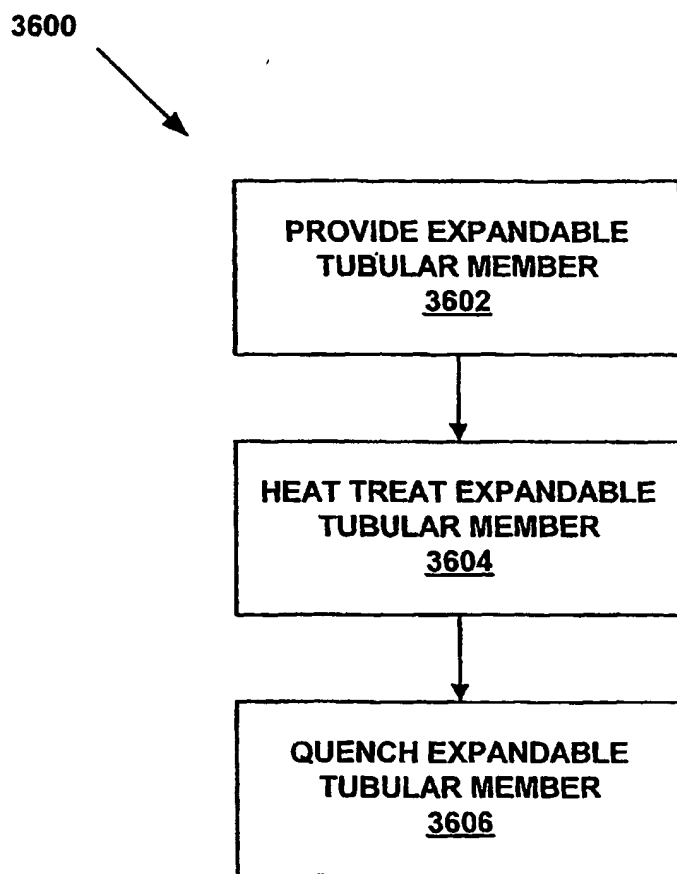 3600
PROVIDE EXPANDABLE
TUBULAR MEMBER
3602
HEAT TREAT EXPANDABLE
TUBULAR MEMBER
3604
QUENCH EXPANDABLE
TUBULAR MEMBER
3606